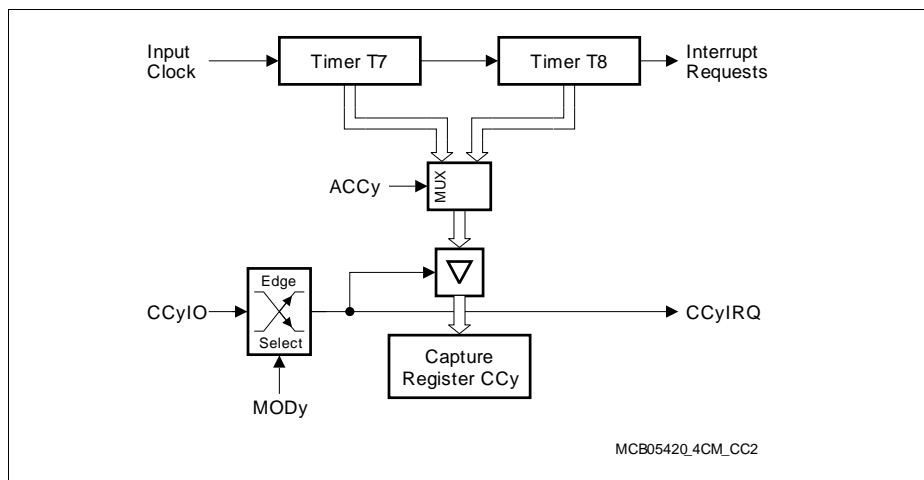 Input
Clock
Timer T7
Timer T8
Interrupt
Requests
ACCy
MUX
Edge
Select
CCyIO
CCyIRQ
Capture
Register CCy
MODy
MCB05420_4CM_CC2